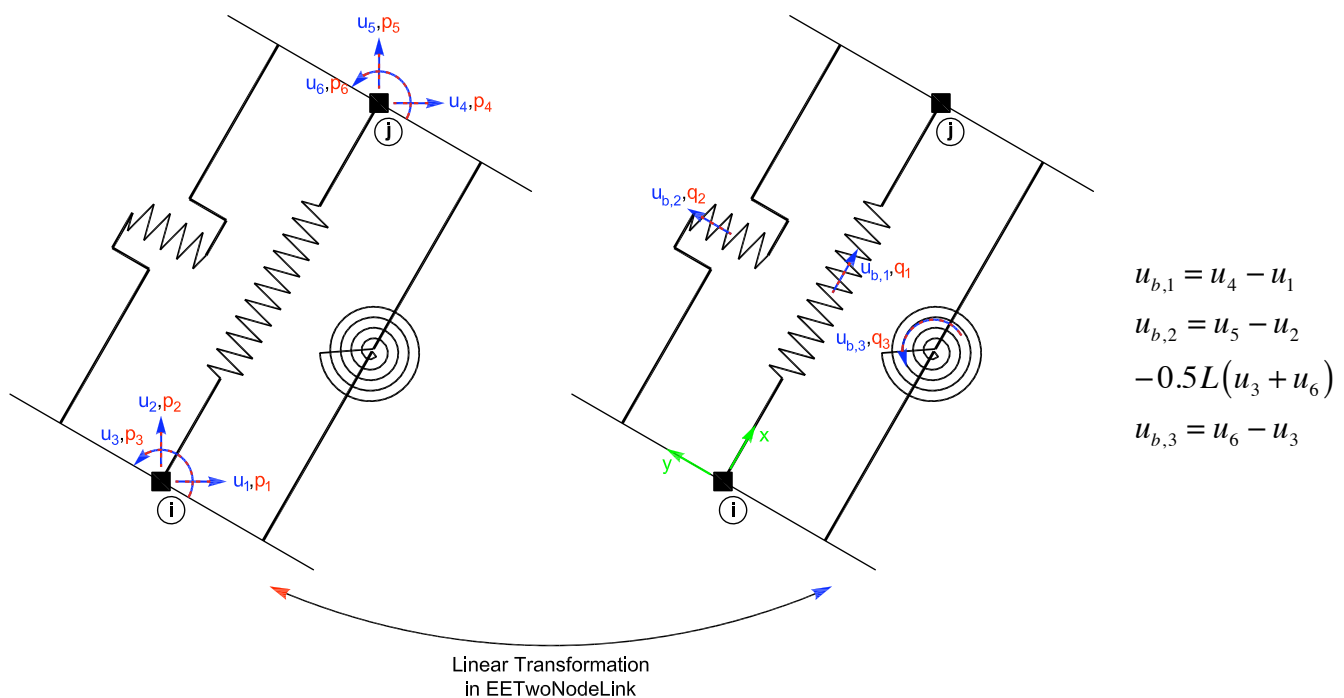 u5,p5
u6,p6
u4,p4
j
u2,p2
u3,p3
u1,p1
i
j
ub,2,q2
ub,1,q1
ub,3,q3
x
y
i
ub,1 = u4 − u1
ub,2 = u5 − u2
−0.5L(u3 + u6)
ub,3 = u6 − u3
Linear Transformation
in EETwoNodeLink